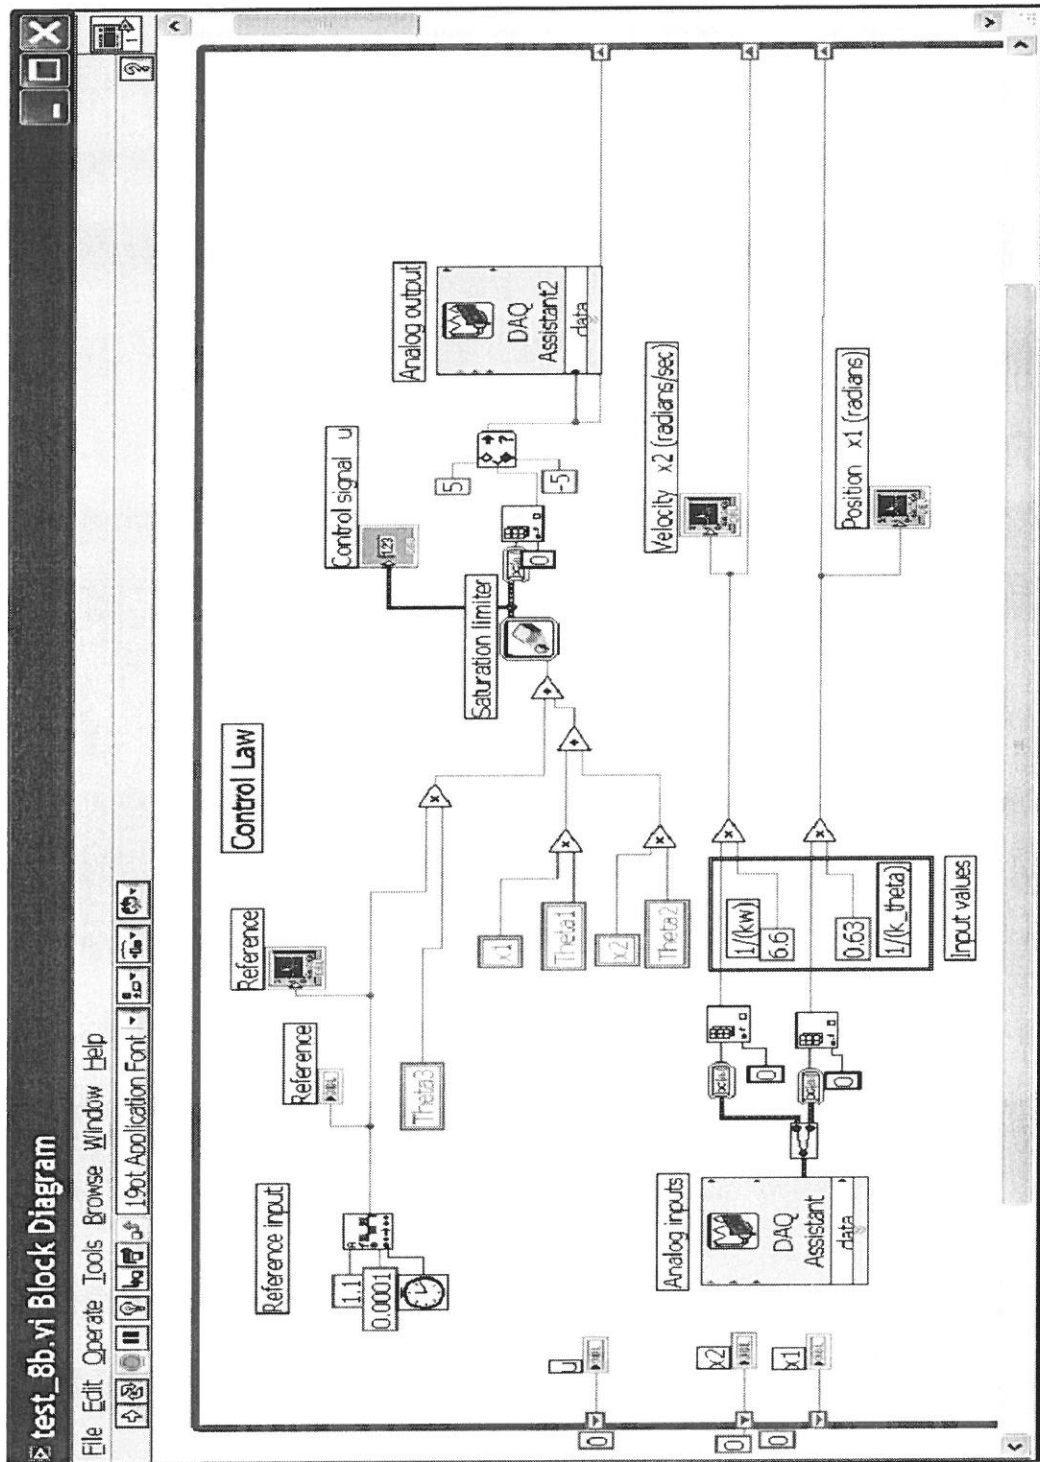 test_8b.vi Block Diagram
File Edit Operate Tools Browse Window Help
19pt Application Font
1
Control Law
Reference input
1.1
0.0001
Reference
Reference
Theta3
x1
Theta1
x2
Theta2
Saturation limiter
Control signal u
123
0
5
-5
Analog output
DAQ
Assistant2
data
u
0
x2
0
x1
0
Analog inputs
DAQ
Assistant
data
0
0
1/(kw)
6.6
0.63
1/(k_theta)
Input values
Velocity x2 (radians/sec)
Position x1 (radians)